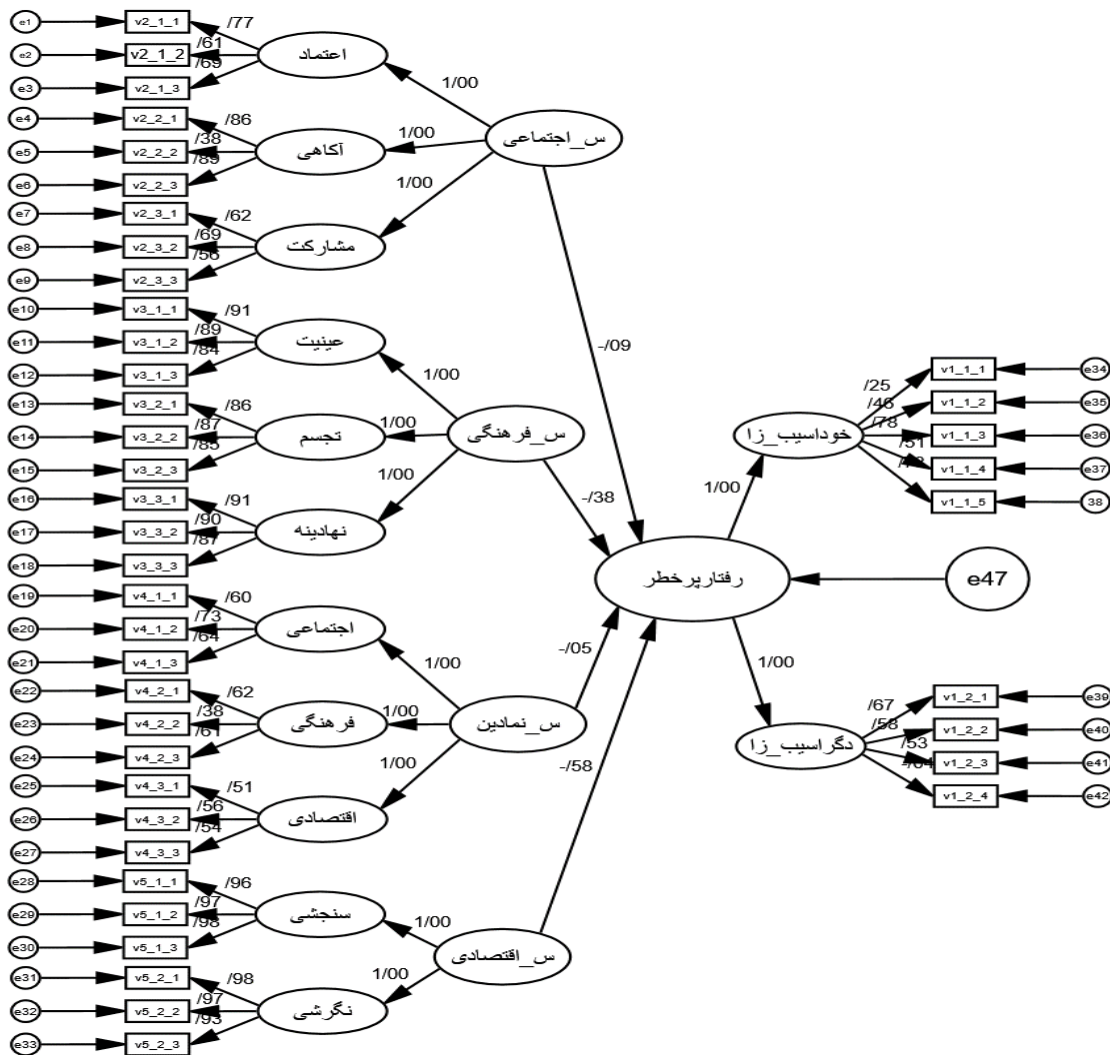 e1 v2_1_1 /77
e2 v2_1_2 /61 اعتماد
e3 v2_1_3 /69
1/00
e4 v2_2_1 /86
e5 v2_2_2 /38 آکاهی 1/00 س_اجتماعی
e6 v2_2_3 /89
1/00
e7 v2_3_1 /62
e8 v2_3_2 /69 مشارکت
e9 v2_3_3 /56
e10 v3_1_1 /91
e11 v3_1_2 /89 عینیت
e12 v3_1_3 /84
-/09
1/00
e13 v3_2_1 /86
e14 v3_2_2 /87 تجسم 1/00 س_فرهنگی
e15 v3_2_3 /85
1/00
-/38
e16 v3_3_1 /91
e17 v3_3_2 /90 نهادینه
e18 v3_3_3 /87
e34 v1_1_1 /25
e35 v1_1_2 /46
e36 v1_1_3 /78 خوداسیب_زا
e37 v1_1_4 /51
38 v1_1_5
1/00
رفتارپرخطر
e47
e19 v4_1_1 /60
e20 v4_1_2 /73 اجتماعی
e21 v4_1_3 /64
1/00
-/05
1/00
e22 v4_2_1 /62
e23 v4_2_2 /38 فرهنگی 1/00 س_نمادین
e24 v4_2_3 /61
1/00
-/58
e25 v4_3_1 /51
e26 v4_3_2 /56 اقتصادی
e27 v4_3_3 /54
e39 v1_2_1 /67
e40 v1_2_2 /58
دگراسیب_زا
e41 v1_2_3 /53
e42 v1_2_4
e28 v5_1_1 /96
e29 v5_1_2 /97 سنجشی
e30 v5_1_3 /98
1/00
س_اقتصادی
1/00
e31 v5_2_1 /98
e32 v5_2_2 /97 نگرشی
e33 v5_2_3 /93